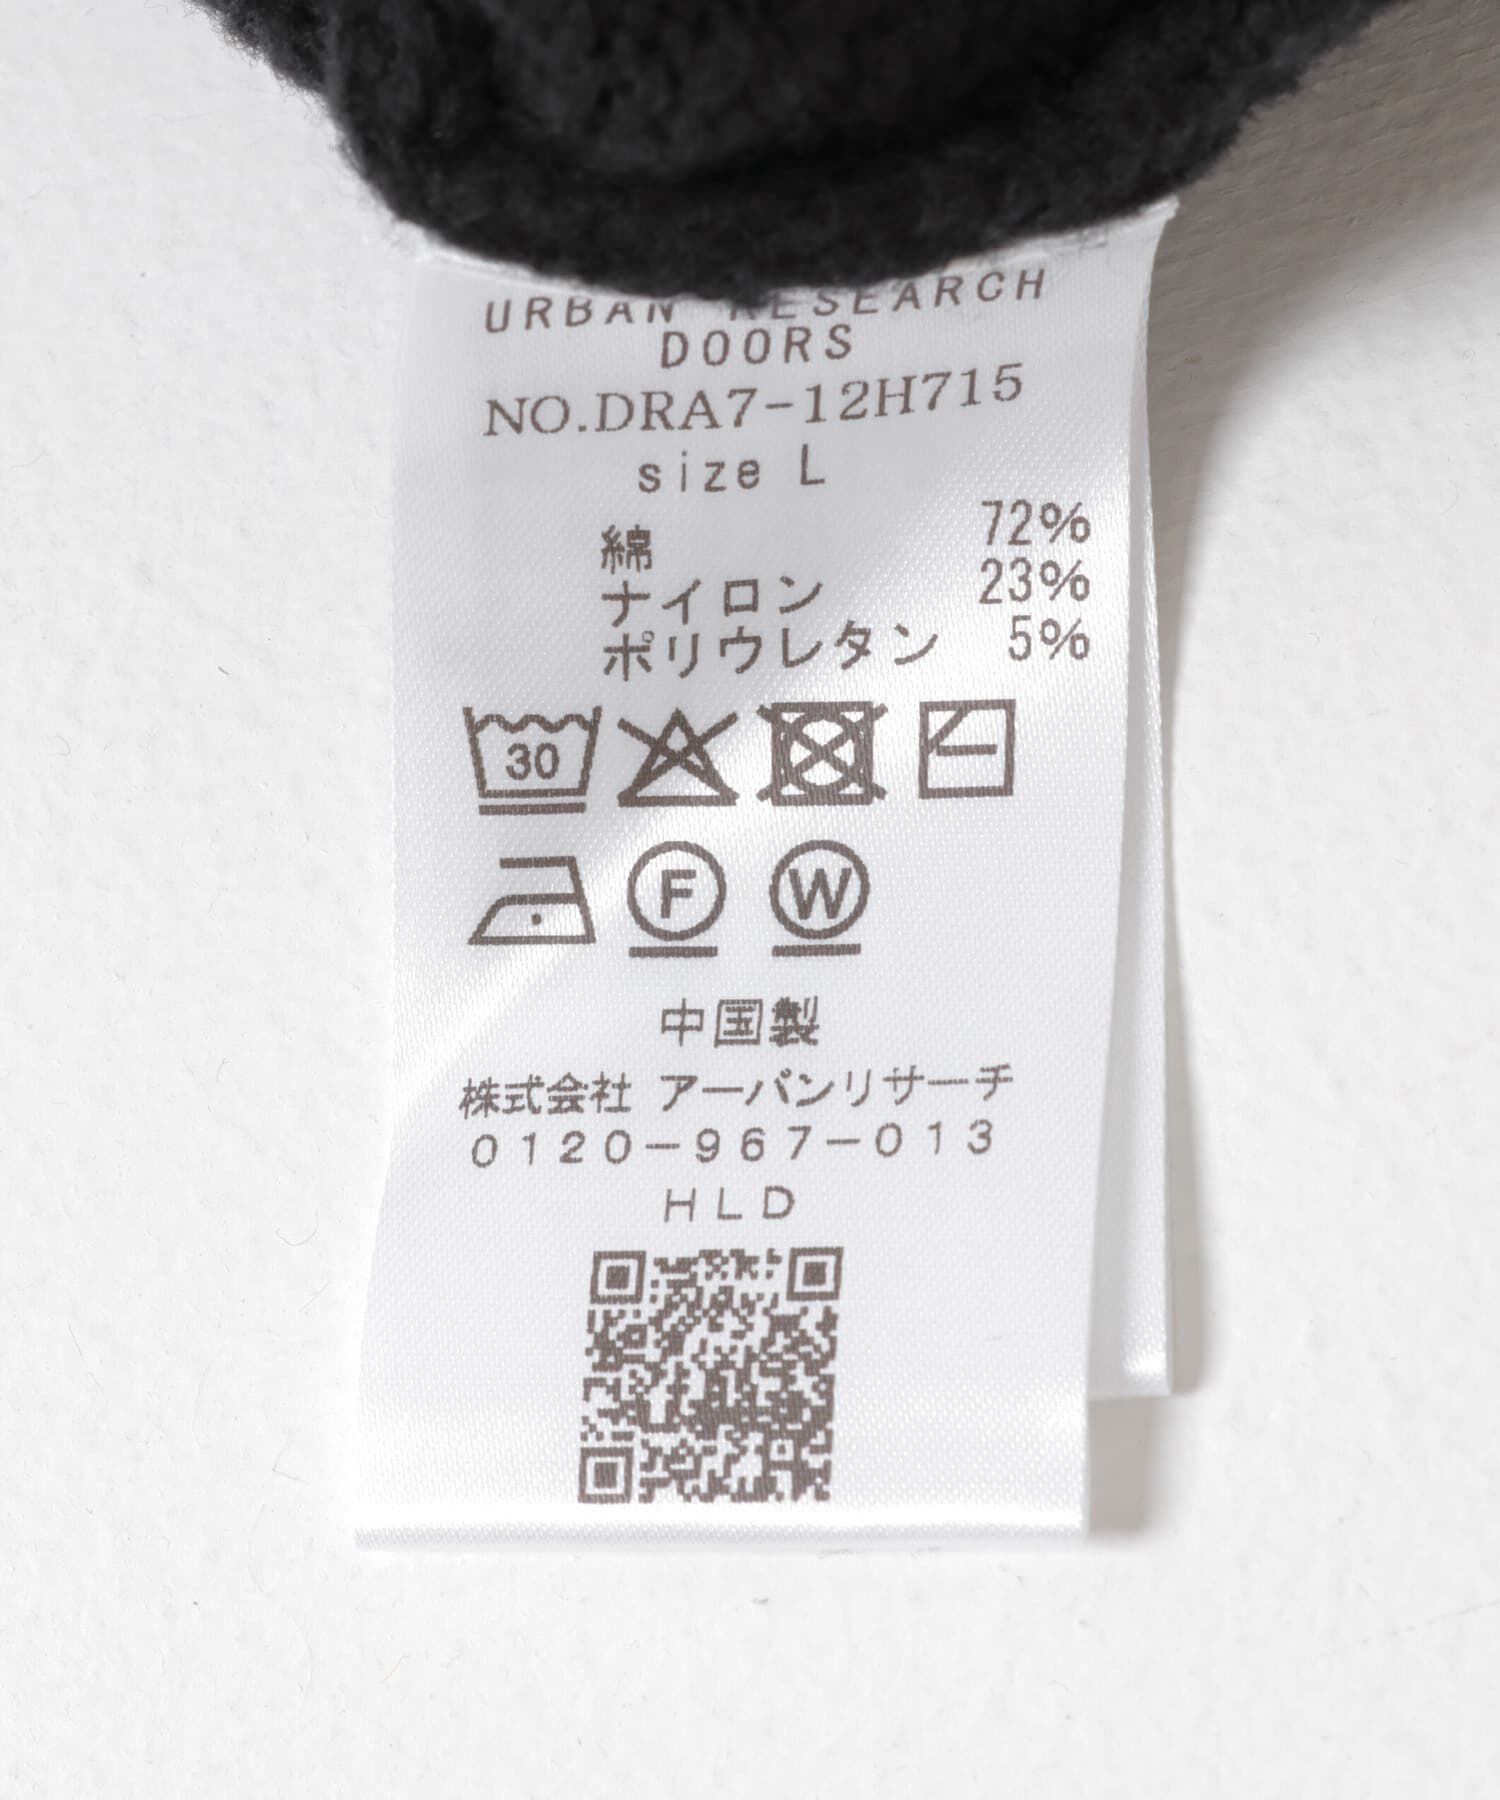 URBAN RESEARCH
DOORS
NO.DRA7-12H715
size L
綿 72%
ナイロン 23%
ポリウレタン 5%
30
F W
中国製
株式会社 アーバンリサーチ
0120-967-013
HLD